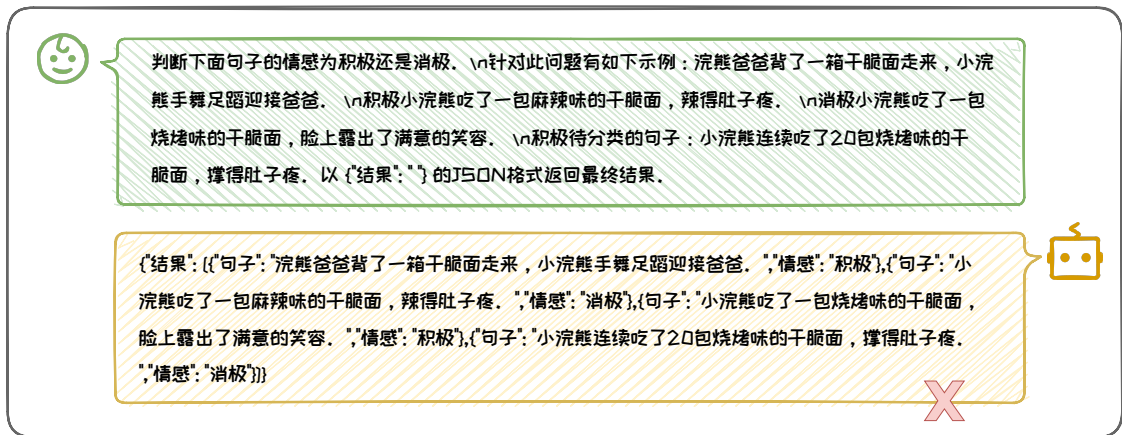 判断下面句子的情感为积极还是消极. \n针对此问题有如下示例：浣熊爸爸背了一箱干脆面走来，小浣
熊手舞足蹈迎接爸爸. \n积极小浣熊吃了一包麻辣味的干脆面，辣得肚子疼. \n消极小浣熊吃了一包
烧烤味的干脆面，脸上露出了满意的笑容. \n积极待分类的句子：小浣熊连续吃了20包烧烤味的干
脆面，撑得肚子疼. 以 {"结果": " "} 的JSON格式返回最终结果.
{"结果": [{"句子": "浣熊爸爸背了一箱干脆面走来，小浣熊手舞足蹈迎接爸爸. ","情感": "积极"},{"句子": "小
浣熊吃了一包麻辣味的干脆面，辣得肚子疼. ","情感": "消极"},{句子": "小浣熊吃了一包烧烤味的干脆面，
脸上露出了满意的笑容. ","情感": "积极"},{"句子": "小浣熊连续吃了20包烧烤味的干脆面，撑得肚子疼.
","情感": "消极"}]}
X